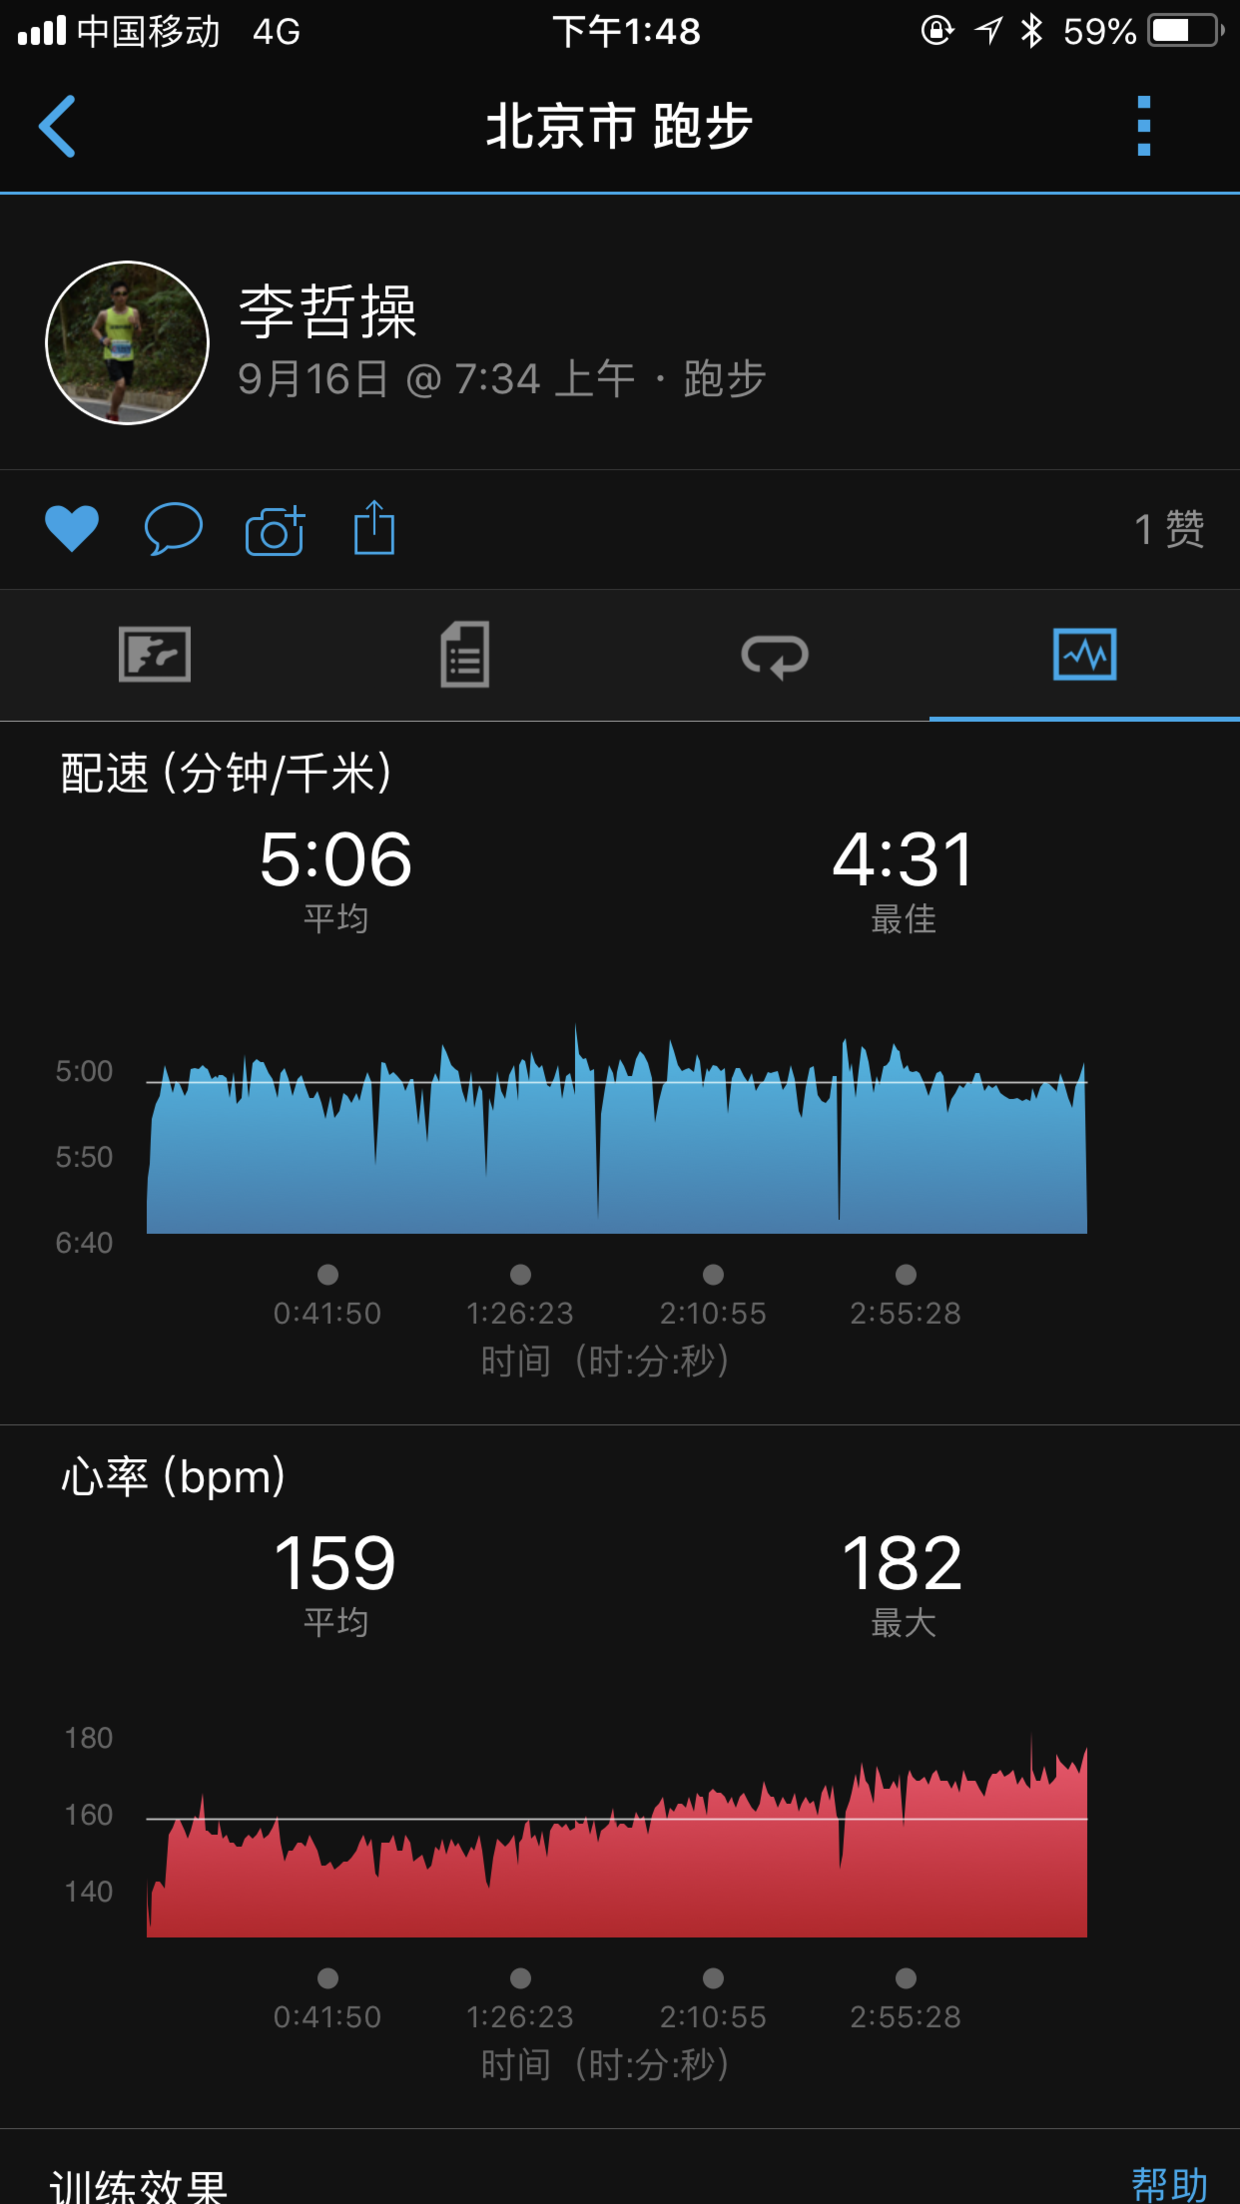 中国移动 4G 下午1:48 59%
北京市 跑步
李哲操
9月16日 @ 7:34 上午 · 跑步
1 赞
配速 (分钟/千米)
5:06 4:31
平均 最佳
5:00
5:50
6:40
0:41:50 1:26:23 2:10:55 2:55:28
时间（时:分:秒）
心率 (bpm)
159 182
平均 最大
180
160
140
0:41:50 1:26:23 2:10:55 2:55:28
时间（时:分:秒）
训练效果 帮助